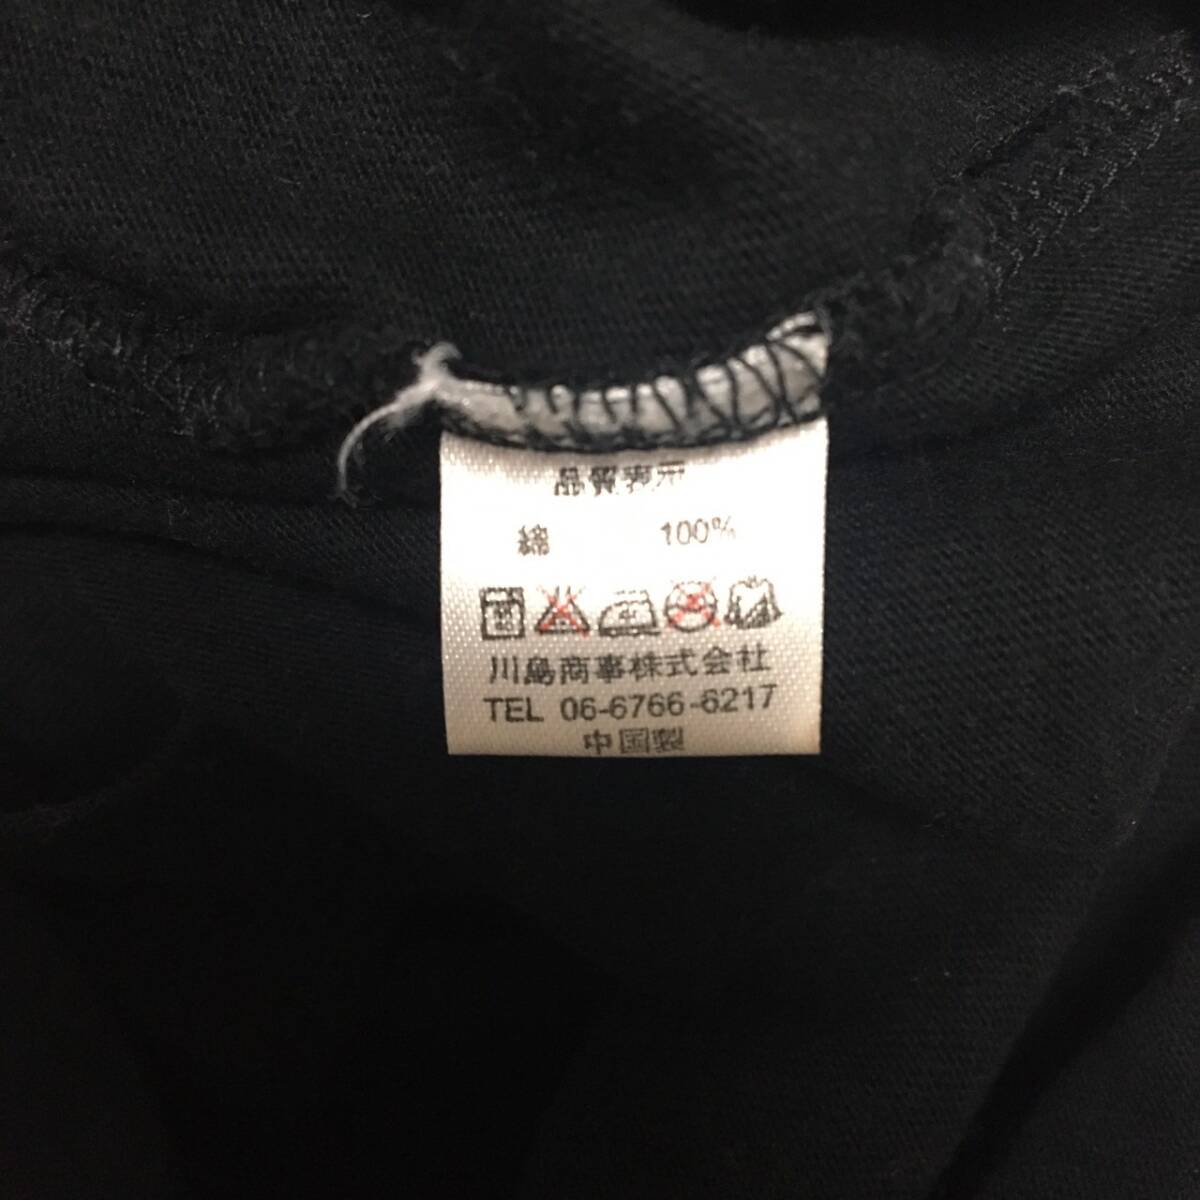 品質表示
綿 100%
川島商事株式会社
TEL 06-6766-6217
中国製